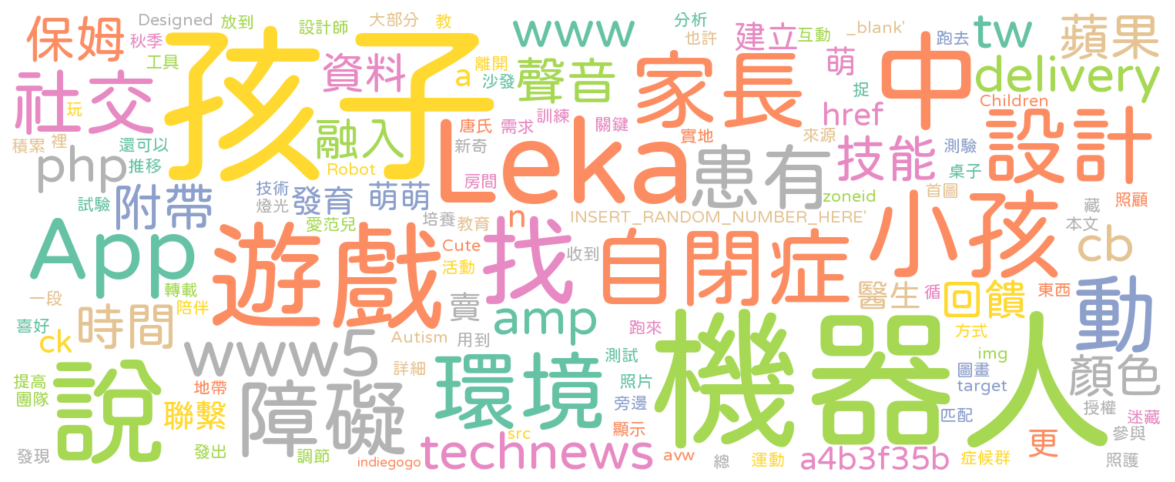 Designed
放到
設計師
大部分
教
www
分析
_blank'
tw
蘋果
保姆
秋季
工具
孩子
資料
a
離開
沙發
聲音
家長
也許
建立
互動
跑去
萌
捉
中
delivery
社交
玩
Children
積累
裡
還可以
推移
php
融入
Robot
唐氏
新奇
需求
訓練
關鍵
實地
來源
href
測驗
桌子
設計
Leka
患有
技能
房間
附帶
試驗
技術
燈光
發育
萌萌
愛范兒
培養
教育
n
INSERT_RANDOM_NUMBER_HERE'
zoneid
首圖
藏
本文
照顧
App
遊戲
Cute
活動
找
收到
自閉症
小孩
cb
一段
轉載
陪伴
時間
喜好
ck
賣
amp
醫生
循
回饋
東西
動
www5
Autism
詳細
用到
跑來
方式
img
說
提高
團隊
地帶
聯繫
障礙
環境
測試
照片
旁邊
顯示
機器人
圖畫
target
匹配
顏色
授權
迷藏
發現
發出
調節
indiegogo
src
technews
avw
總
運動
a4b3f35b
症候群
更
參與
照護